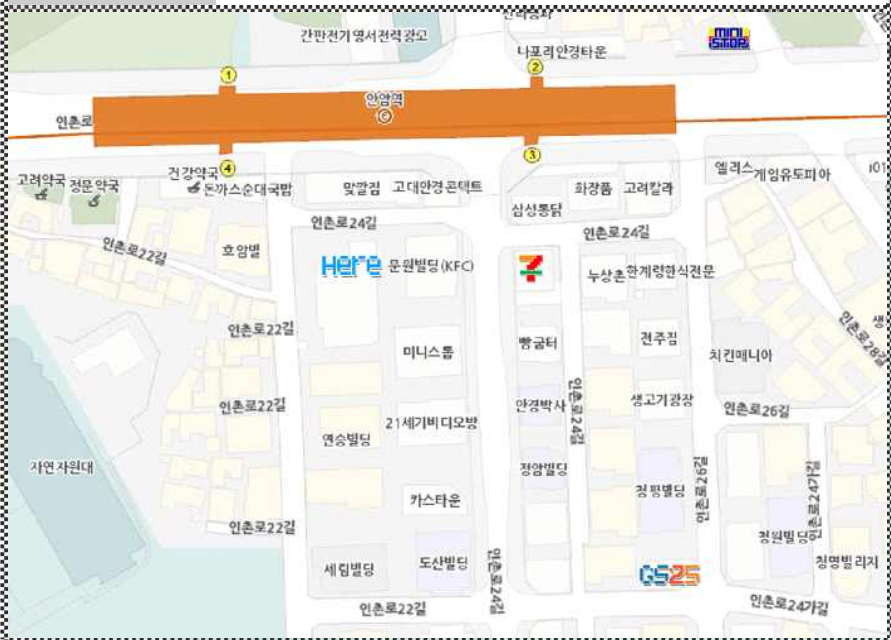 간판전기영서전력광고
나포리안경타운
MINI
STOP
1
2
안암역
인촌로
4
3
고려약국
정문약국
건강약국
돈까스순대국밥
맞깔짐
고대안경콘택트
삼성통닭
화장품
고려칼라
엘리스
게임유토피아
인촌로24길
인촌로24길
인촌로22길
호암별
Here
문원빌딩(KFC)
7
누상촌
한계령한식전문
인촌로22길
미니스톱
빵굼터
전주집
치킨매니아
인촌로28길
인촌로22길
인촌로24길
안경박사
생고기광장
인촌로26길
연승빌딩
21세기비디오방
자연자원대
정암빌딩
청평빌딩
인촌로26길
인촌로24가길
카스타운
인촌로22길
정원빌딩
청명빌리지
세림빌딩
도산빌딩
인촌로24길
GS25
인촌로22길
인촌로24가길